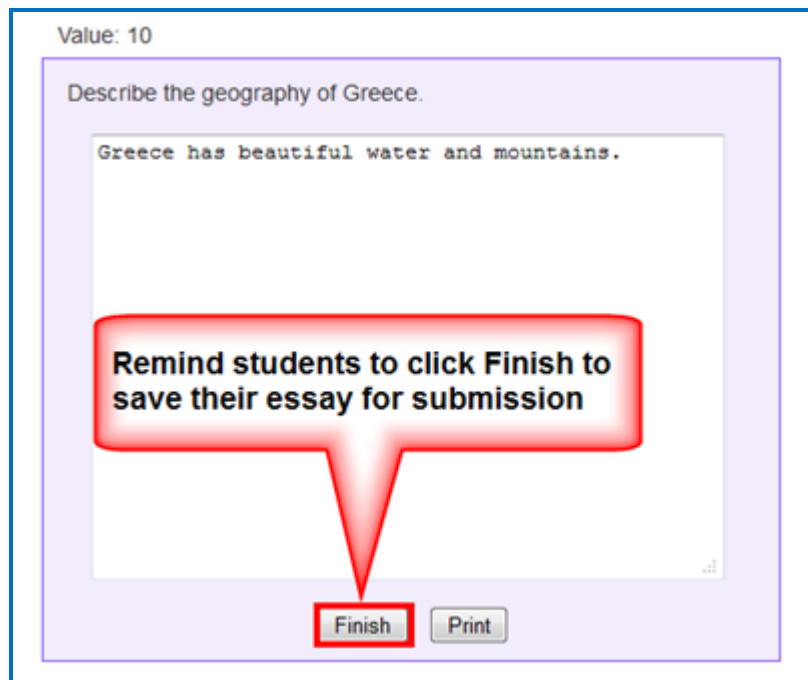 Value: 10
Describe the geography of Greece.
Greece has beautiful water and mountains.
Remind students to click Finish to
save their essay for submission
Finish Print